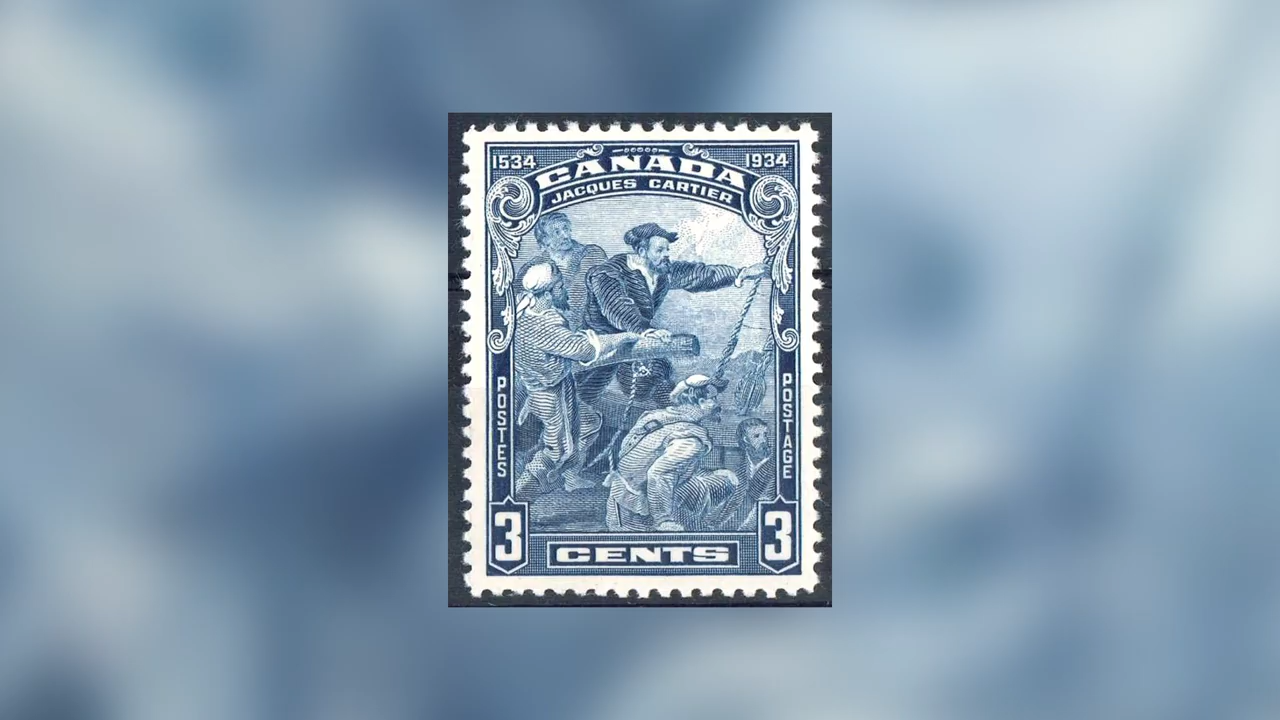 1534
1934
CANADA
JACQUES CARTIER
POSTES
POSTAGE
3
3
CENTS